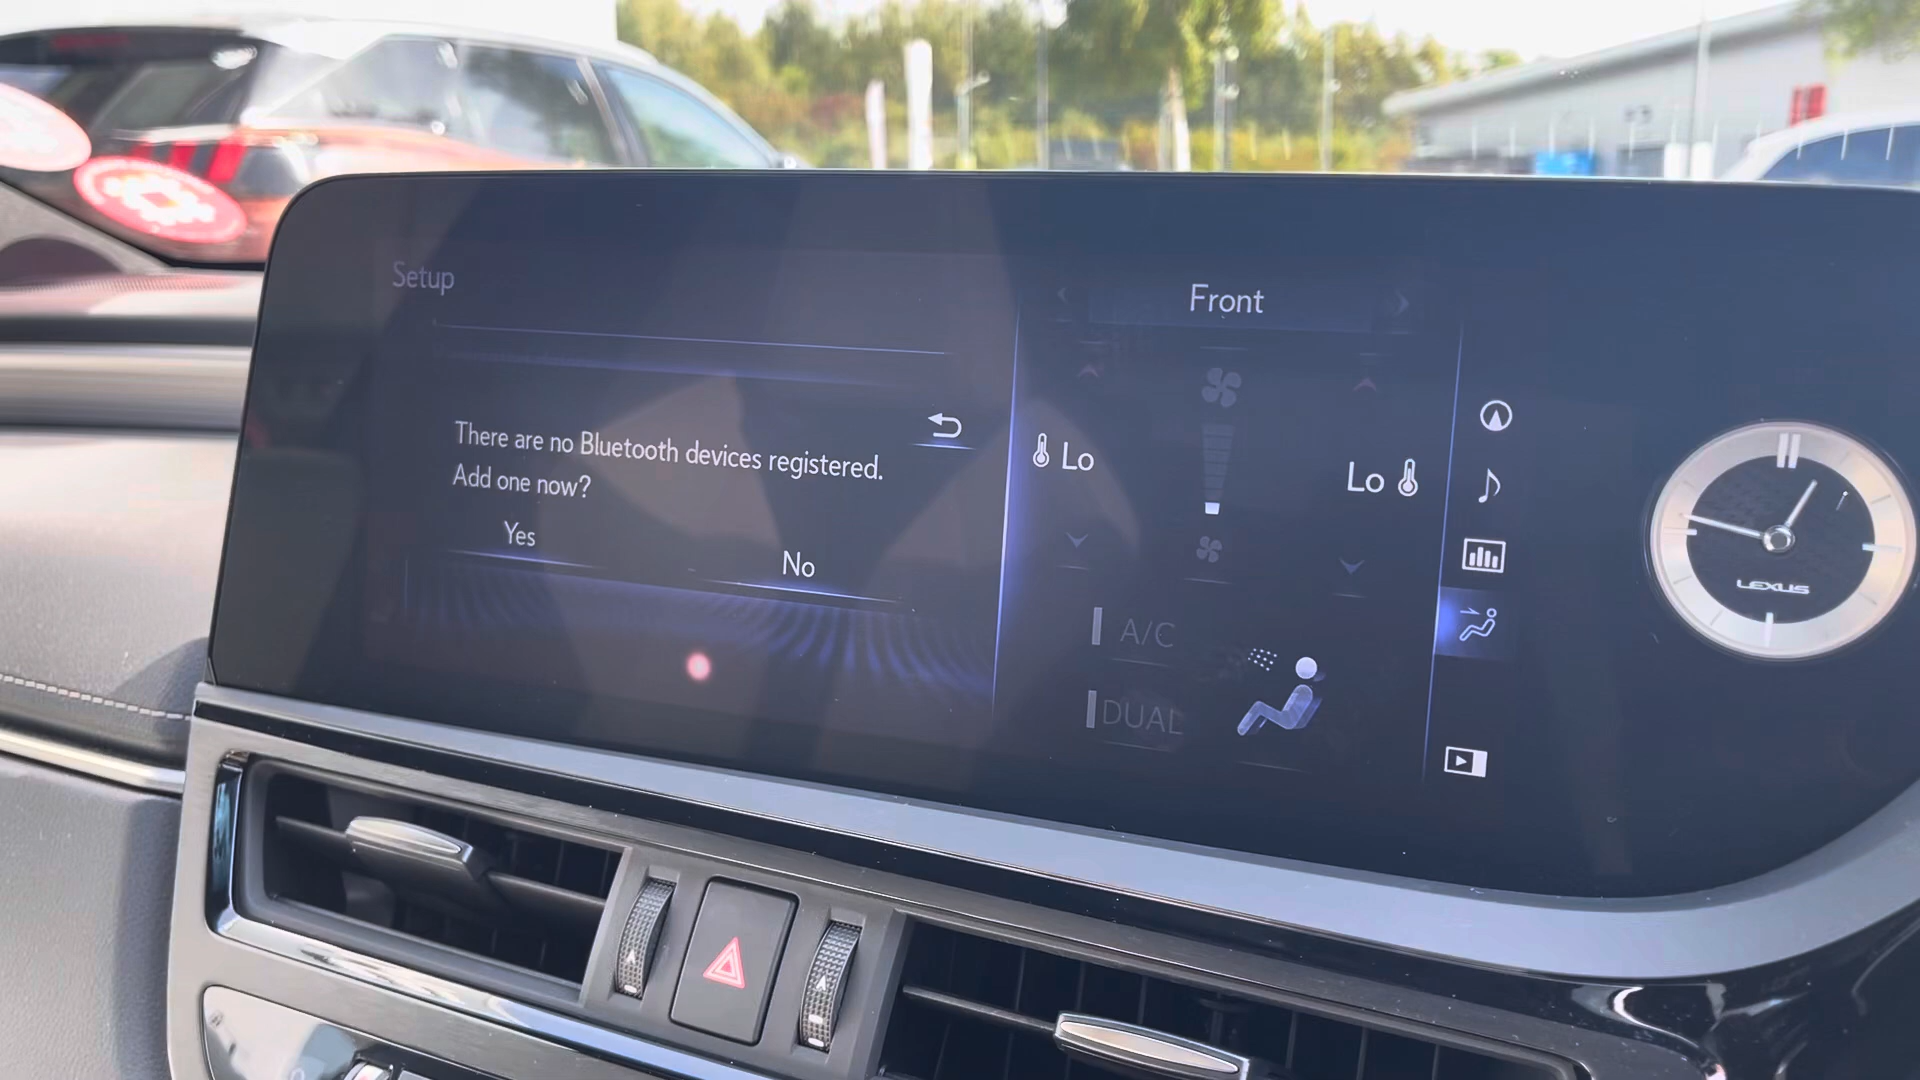 Setup
There are no Bluetooth devices registered.
Add one now?
Yes
No
Front
Lo
Lo
A/C
DUAL
LEXUS